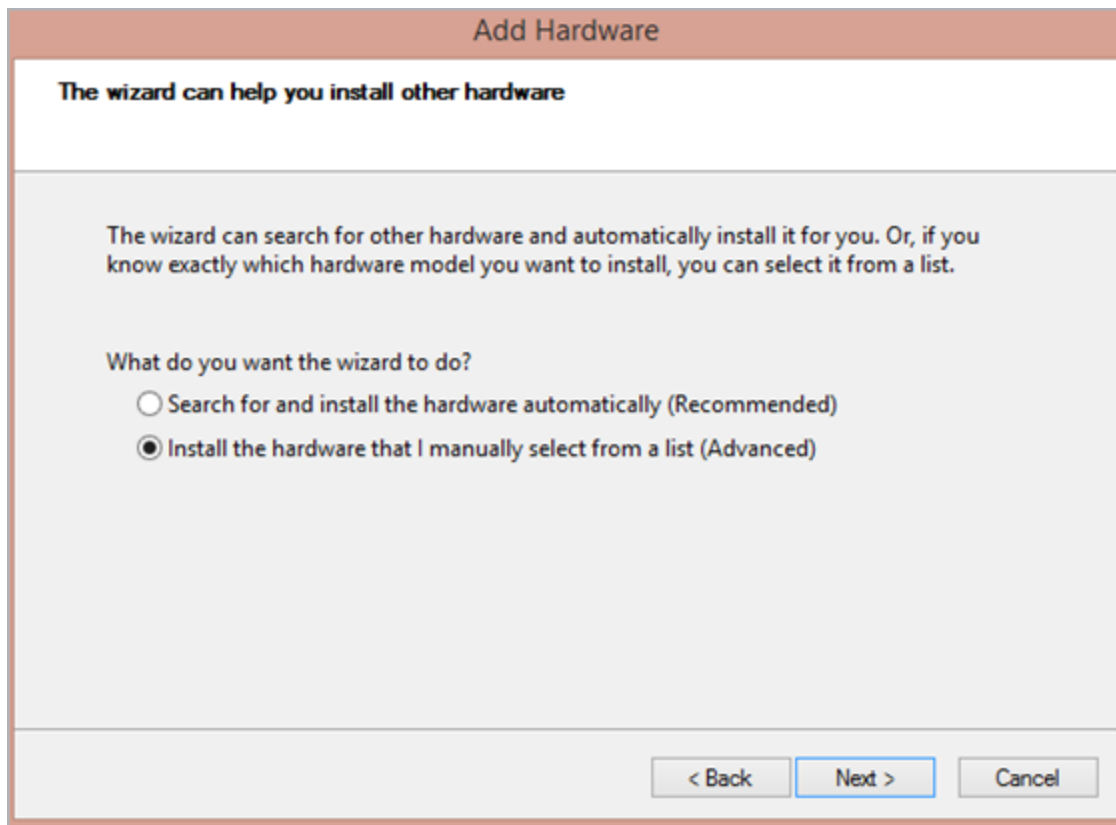 Add Hardware
The wizard can help you install other hardware
The wizard can search for other hardware and automatically install it for you. Or, if you
know exactly which hardware model you want to install, you can select it from a list.
What do you want the wizard to do?
Search for and install the hardware automatically (Recommended)
Install the hardware that I manually select from a list (Advanced)
< Back Next > Cancel